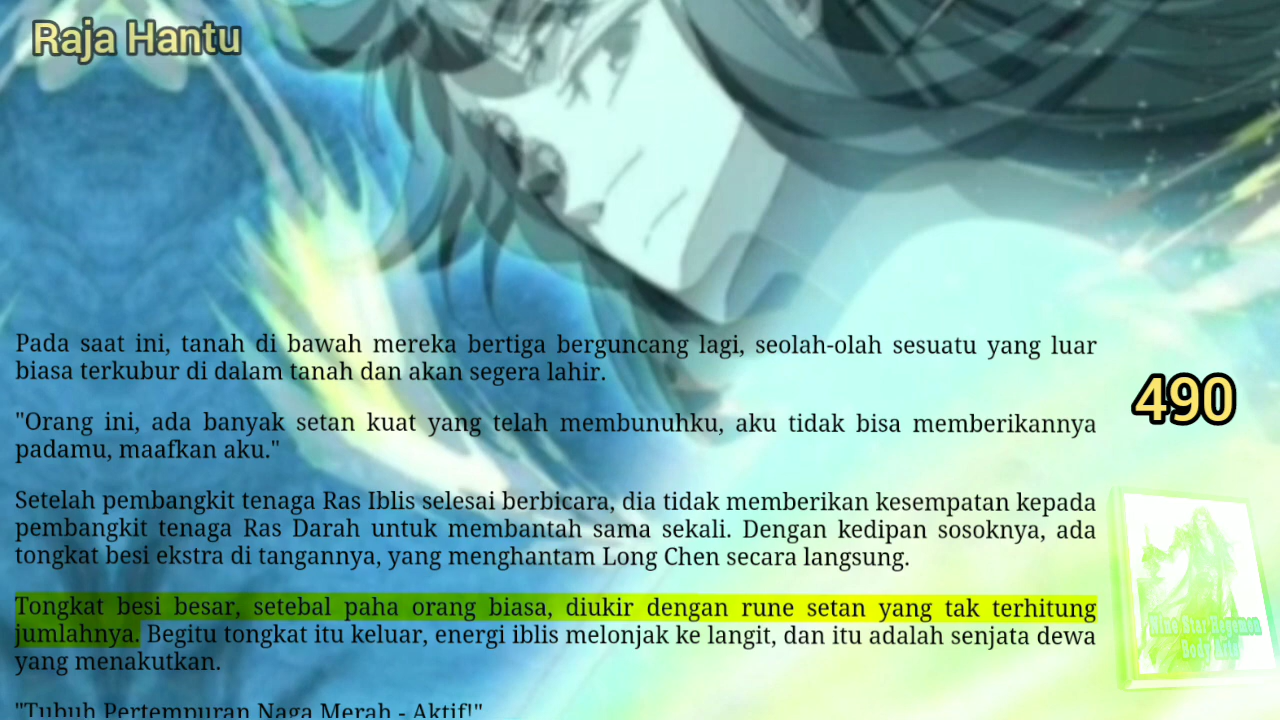 Raja Hantu
Pada saat ini, tanah di bawah mereka bertiga berguncang lagi, seolah-olah sesuatu yang luar
biasa terkubur di dalam tanah dan akan segera lahir.
"Orang ini, ada banyak setan kuat yang telah membunuhku, aku tidak bisa memberikannya
padamu, maafkan aku."
490
Setelah pembangkit tenaga Ras Iblis selesai berbicara, dia tidak memberikan kesempatan kepada
pembangkit tenaga Ras Darah untuk membantah sama sekali. Dengan kedipan sosoknya, ada
tongkat besi ekstra di tangannya, yang menghantam Long Chen secara langsung.
Tongkat besi besar, setebal paha orang biasa, diukir dengan rune setan yang tak terhitung
jumlahnya. Begitu tongkat itu keluar, energi iblis melonjak ke langit, dan itu adalah senjata dewa
yang menakutkan.
Nine Star Hegemon
Body Arts
"Tubuh Pertempuran Naga Merah - Aktif!"